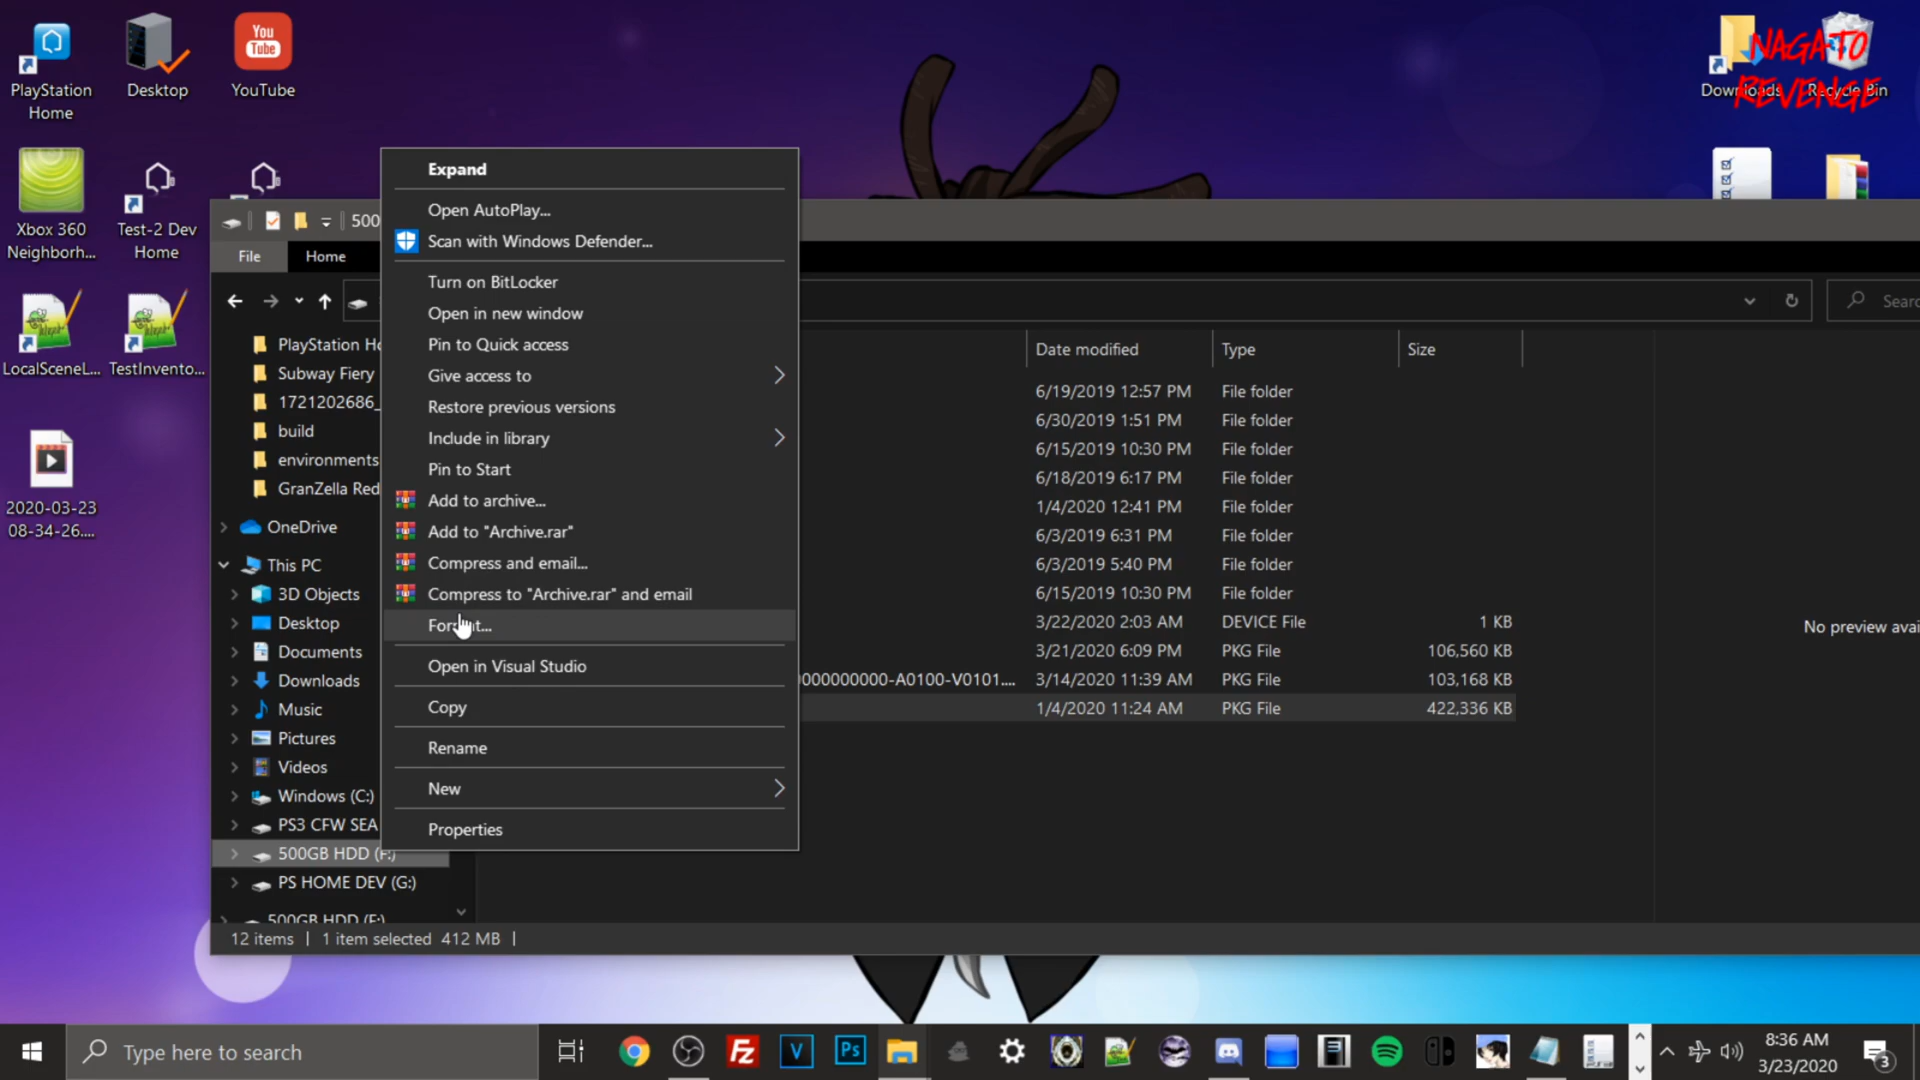 PlayStation
Home
Desktop
You
Tube
YouTube
NAGATO
REVENGE
Downloads
Recycle Bin
Xbox 360
Neighborh...
Test-2 Dev
Home
LocalSceneL...
TestInvento...
2020-03-23
08-34-26....
500
File
Home
Searc
PlayStation Ho
Subway Fiery
1721202686_
build
environments
GranZella Red
OneDrive
This PC
3D Objects
Desktop
Documents
Downloads
Music
Pictures
Videos
Windows (C:)
PS3 CFW SEA
500GB HDD (F:)
PS HOME DEV (G:)
500GB HDD (F:)
Expand
Open AutoPlay...
Scan with Windows Defender...
Turn on BitLocker
Open in new window
Pin to Quick access
Give access to
Restore previous versions
Include in library
Pin to Start
Add to archive...
Add to "Archive.rar"
Compress and email...
Compress to "Archive.rar" and email
Format...
Open in Visual Studio
Copy
Rename
New
Properties
Date modified Type Size
6/19/2019 12:57 PM File folder
6/30/2019 1:51 PM File folder
6/15/2019 10:30 PM File folder
6/18/2019 6:17 PM File folder
1/4/2020 12:41 PM File folder
6/3/2019 6:31 PM File folder
6/3/2019 5:40 PM File folder
6/15/2019 10:30 PM File folder
3/22/2020 2:03 AM DEVICE File 1 KB
3/21/2020 6:09 PM PKG File 106,560 KB
000000000-A0100-V0101.... 3/14/2020 11:39 AM PKG File 103,168 KB
1/4/2020 11:24 AM PKG File 422,336 KB
No preview avai
12 items 1 item selected 412 MB
Type here to search
Fz
V
Ps
8:36 AM
3/23/2020
3